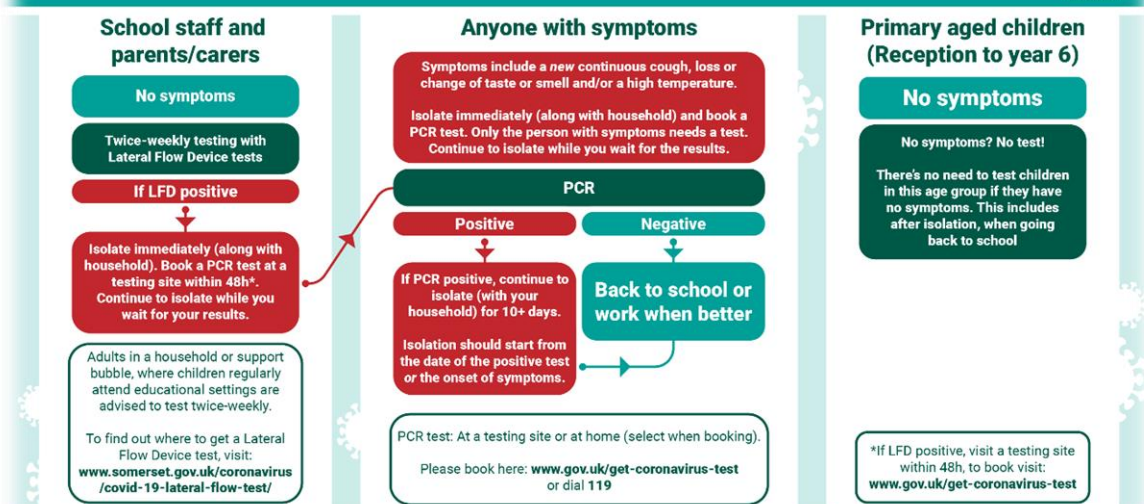 School staff and
parents/carers
No symptoms
Twice-weekly testing with
Lateral Flow Device tests
If LFD positive
Isolate immediately (along with
household). Book a PCR test at a
testing site within 48h*.
Continue to isolate while you
wait for your results.
Adults in a household or support
bubble, where children regularly
attend educational settings are
advised to test twice-weekly.
To find out where to get a Lateral
Flow Device test, visit:
www.somerset.gov.uk/coronavirus
/covid-19-lateral-flow-test/
Anyone with symptoms
Symptoms include a new continuous cough, loss or
change of taste or smell and/or a high temperature.
Isolate immediately (along with household) and book a
PCR test. Only the person with symptoms needs a test.
Continue to isolate while you wait for the results.
PCR
Positive
If PCR positive, continue to
isolate (with your
household) for 10+ days.
Isolation should start from
the date of the positive test
or the onset of symptoms.
Negative
Back to school or
work when better
PCR test: At a testing site or at home (select when booking).
Please book here: www.gov.uk/get-coronavirus-test
or dial 119
Primary aged children
(Reception to year 6)
No symptoms
No symptoms? No test!
There's no need to test children
in this age group if they have
no symptoms. This includes
after isolation, when going
back to school
*If LFD positive, visit a testing site
within 48h, to book visit:
www.gov.uk/get-coronavirus-test